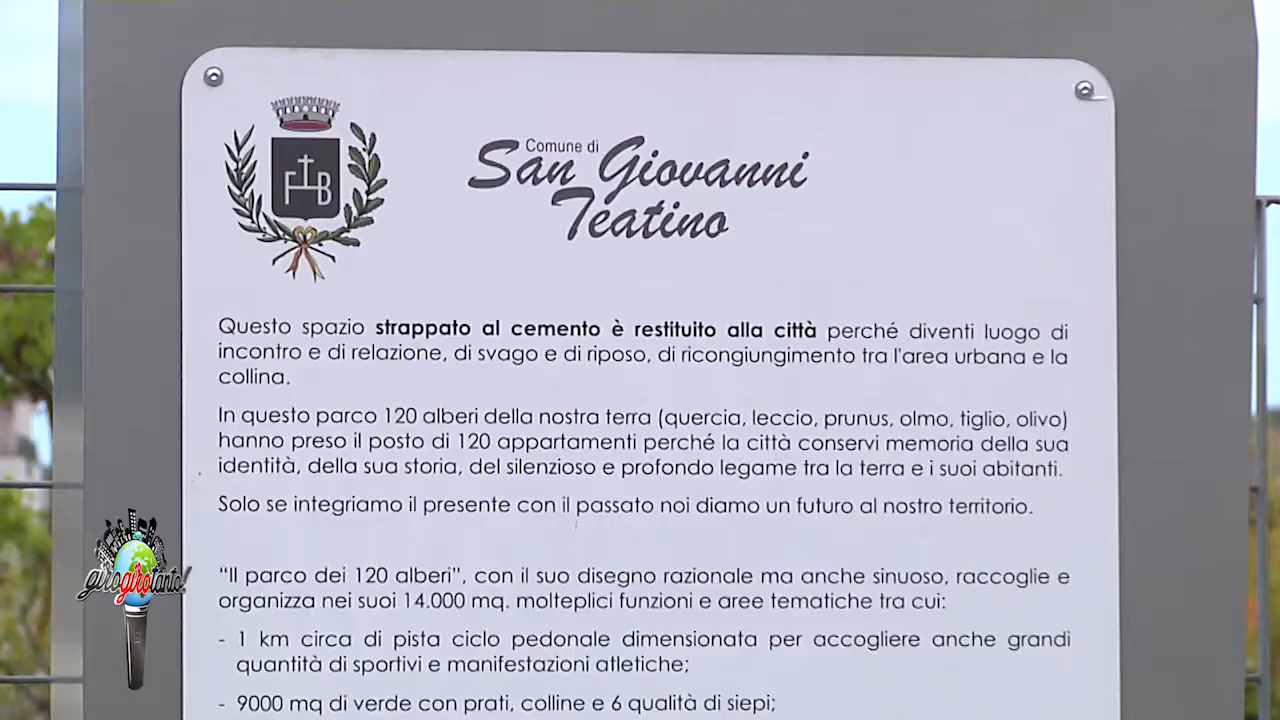 Comune di
San Giovanni
Teatino
F B
Questo spazio strappato al cemento è restituito alla città perché diventi luogo di
incontro e di relazione, di svago e di riposo, di ricongiungimento tra l'area urbana e la
collina.
In questo parco 120 alberi della nostra terra (quercia, leccio, prunus, olmo, tiglio, olivo)
hanno preso il posto di 120 appartamenti perché la città conservi memoria della sua
identità, della sua storia, del silenzioso e profondo legame tra la terra e i suoi abitanti.
Solo se integriamo il presente con il passato noi diamo un futuro al nostro territorio.
"Il parco dei 120 alberi", con il suo disegno razionale ma anche sinuoso, raccoglie e
organizza nei suoi 14.000 mq. molteplici funzioni e aree tematiche tra cui:
- 1 km circa di pista ciclo pedonale dimensionata per accogliere anche grandi
quantità di sportivi e manifestazioni atletiche;
- 9000 mq di verde con prati, colline e 6 qualità di siepi;
girogirotanto!